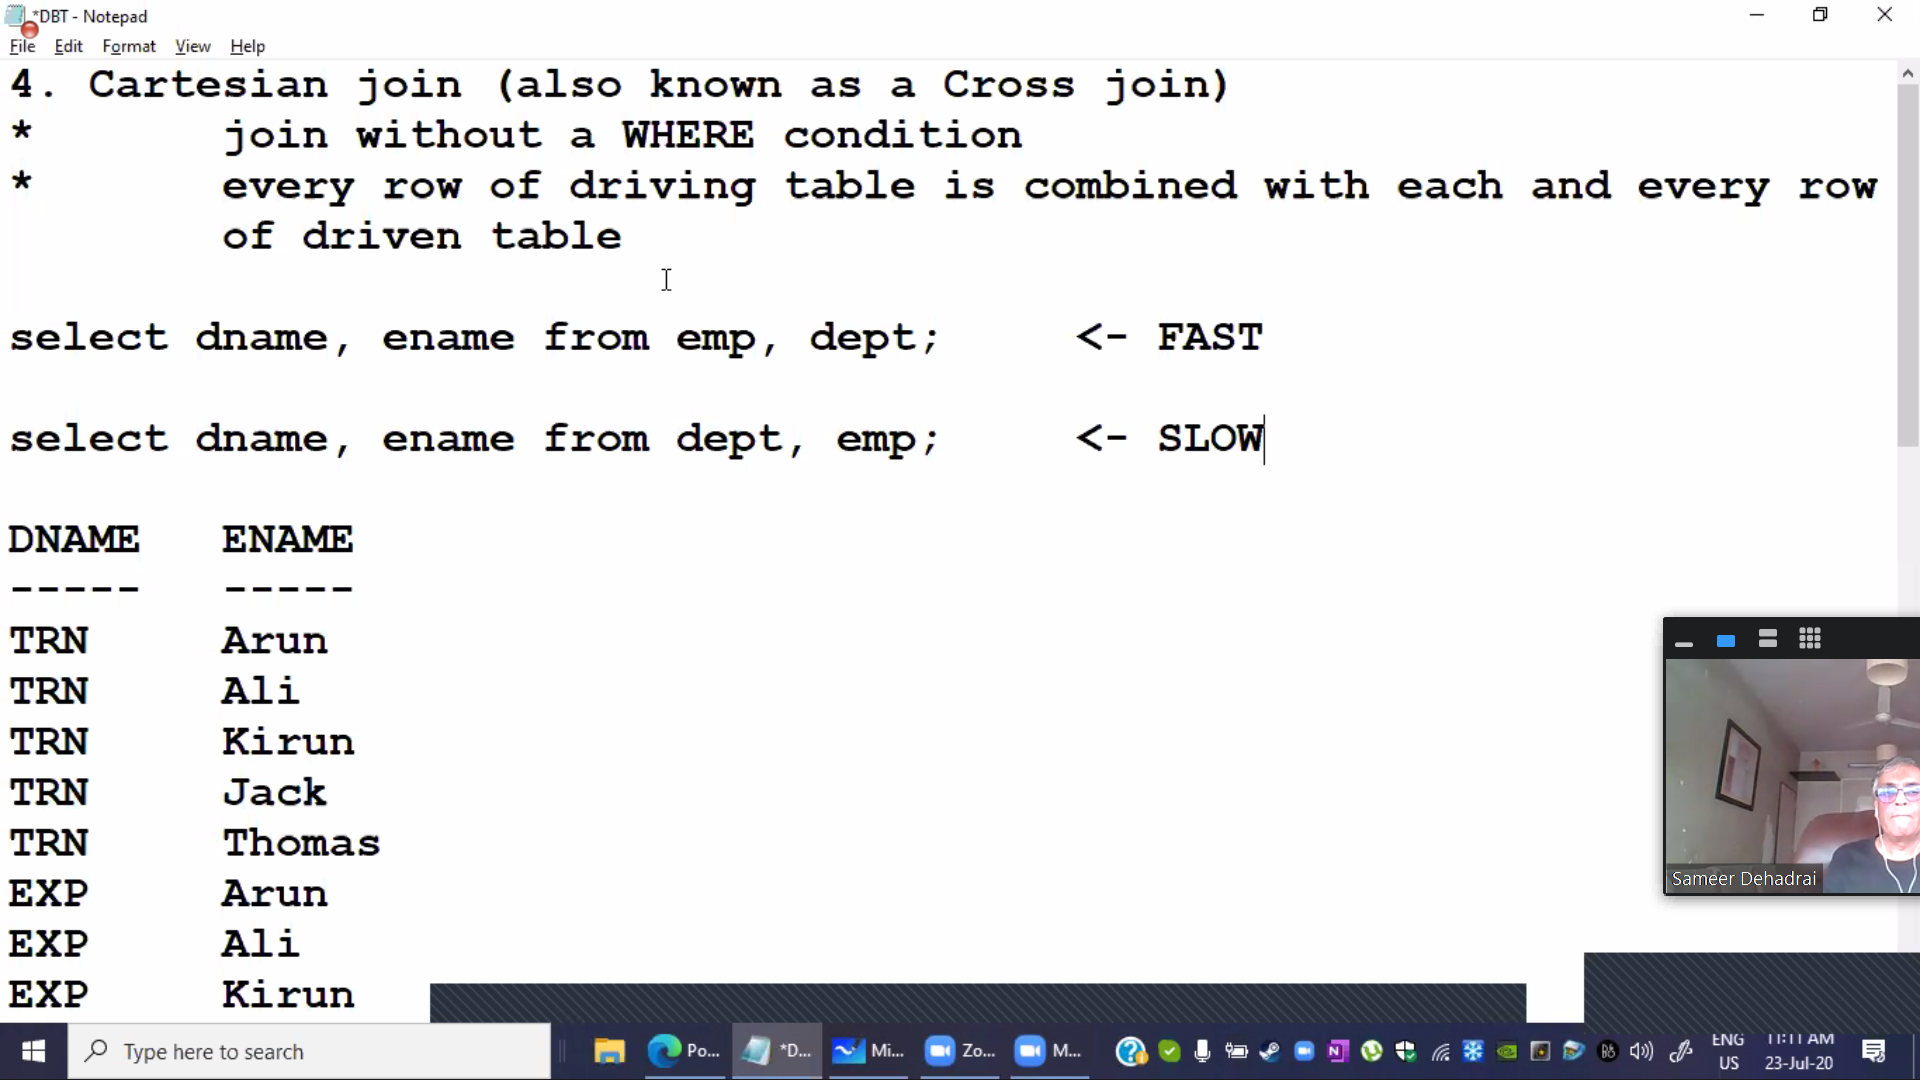 *DBT - Notepad
File Edit Format View Help
4. Cartesian join (also known as a Cross join)
* join without a WHERE condition
* every row of driving table is combined with each and every row
of driven table
select dname, ename from emp, dept; <- FAST
select dname, ename from dept, emp; <- SLOW
DNAME ENAME
----- -----
TRN Arun
TRN Ali
TRN Kirun
TRN Jack
TRN Thomas
EXP Arun
EXP Ali
EXP Kirun
Sameer Dehadrai
Type here to search
Po...
*D...
Mi...
Zo...
M...
ENG
US
11:11 AM
23-Jul-20